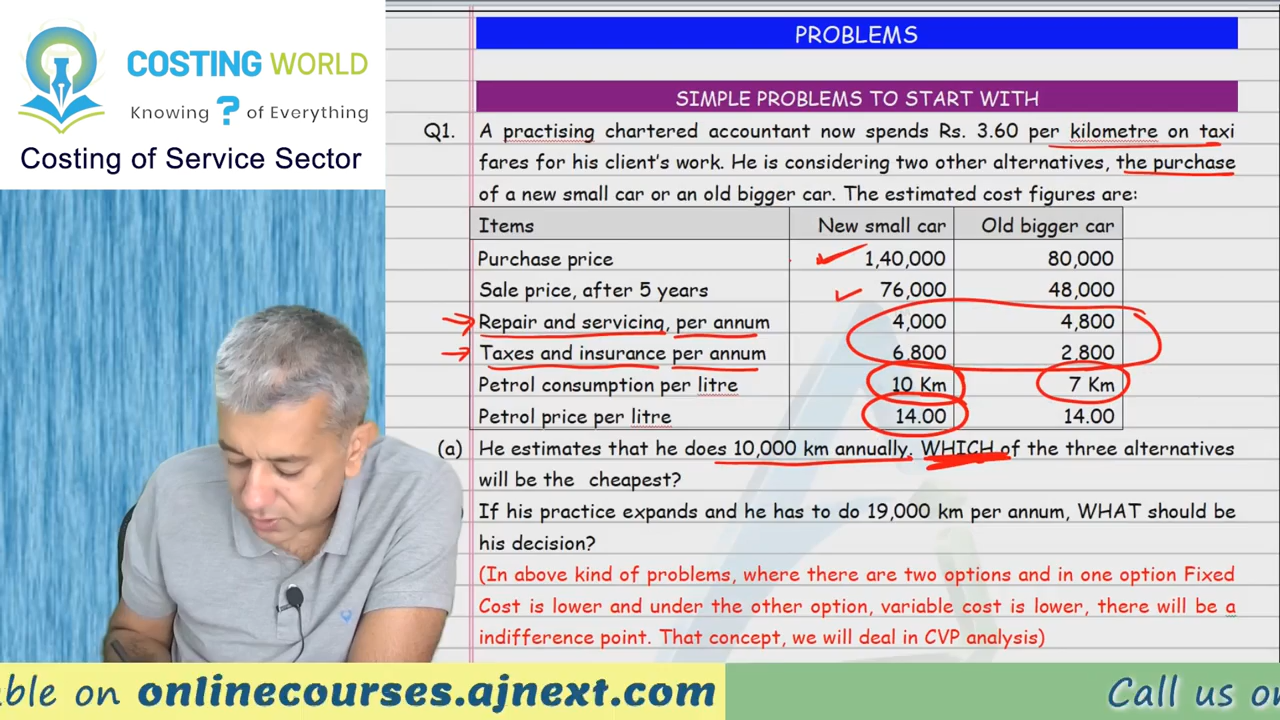 COSTING WORLD
Knowing ? of Everything
Costing of Service Sector
PROBLEMS
SIMPLE PROBLEMS TO START WITH
Q1. A practising chartered accountant now spends Rs. 3.60 per kilometre on taxi
fares for his client's work. He is considering two other alternatives, the purchase
of a new small car or an old bigger car. The estimated cost figures are:
Items New small car Old bigger car
Purchase price 1,40,000 80,000
Sale price, after 5 years 76,000 48,000
Repair and servicing, per annum 4,000 4,800
Taxes and insurance per annum 6,800 2,800
Petrol consumption per litre 10 Km 7 Km
Petrol price per litre 14.00 14.00
(a) He estimates that he does 10,000 km annually. WHICH of the three alternatives
will be the cheapest?
) If his practice expands and he has to do 19,000 km per annum, WHAT should be
his decision?
(In above kind of problems, where there are two options and in one option Fixed
Cost is lower and under the other option, variable cost is lower, there will be a
indifference point. That concept, we will deal in CVP analysis)
able on onlinecourses.ajnext.com
Call us on